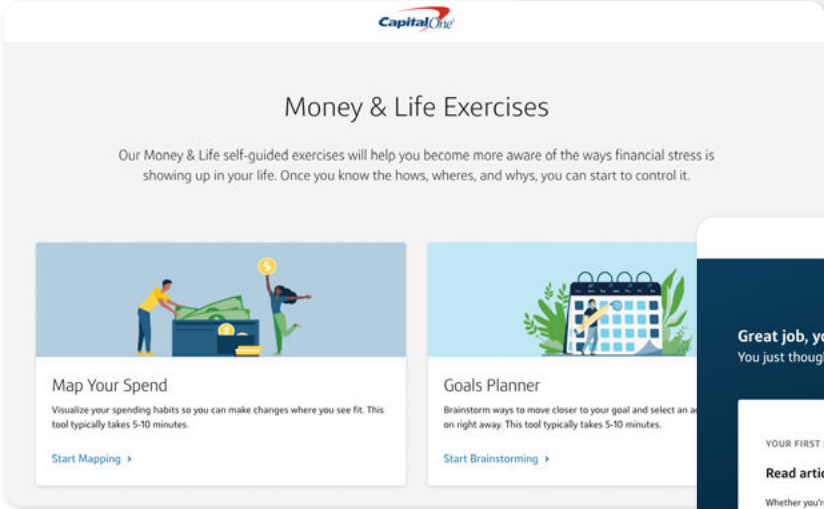 CapitalOne
Money & Life Exercises
Our Money & Life self-guided exercises will help you become more aware of the ways financial stress is
showing up in your life. Once you know the hows, wheres, and whys, you can start to control it.
Map Your Spend
Visualize your spending habits so you can make changes where you see fit. This
tool typically takes 5-10 minutes.
Start Mapping >
Goals Planner
Brainstorm ways to move closer to your goal and select an
on right away. This tool typically takes 5-10 minutes.
Start Brainstorming >
Great job,
You just
YOUR FIRST
Read
Whether